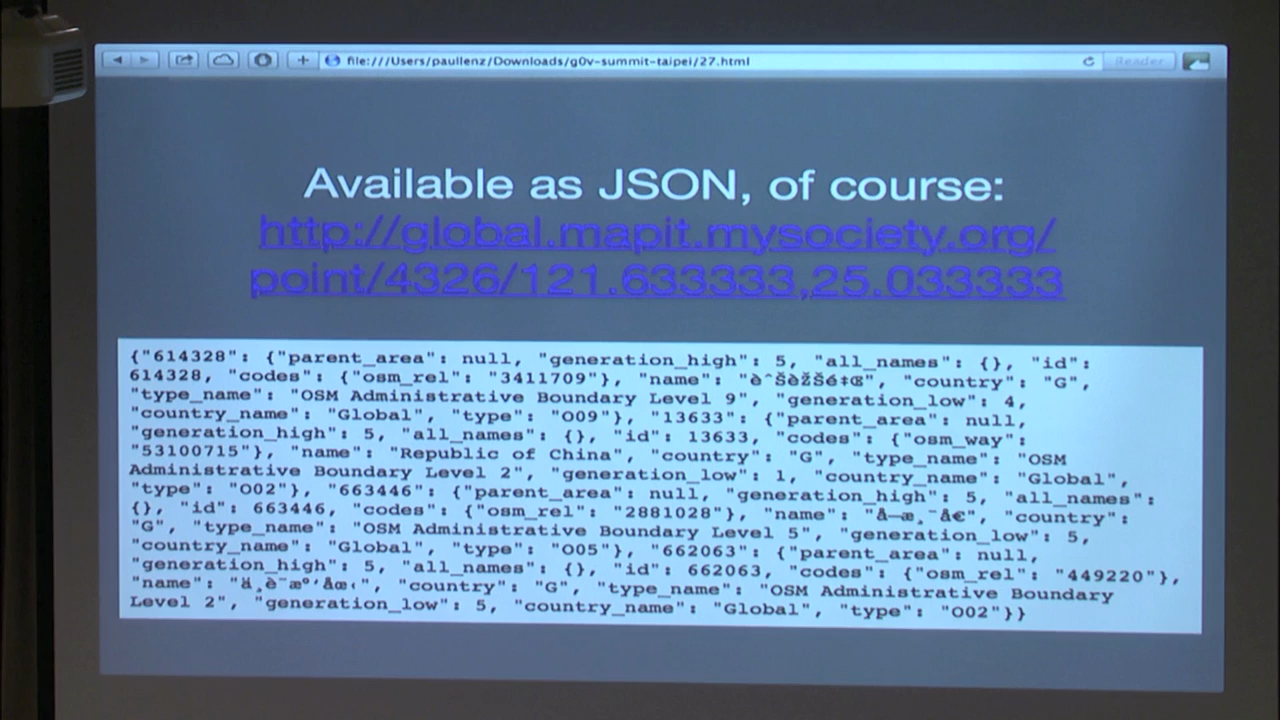 file:///Users/paullenz/Downloads/g0v-summit-taipei/27.html
Reader
Available as JSON, of course:
http://global.mapit.mysociety.org/
point/4326/121.633333,25.033333
{"614328": {"parent_area": null, "generation_high": 5, "all_names": {}, "id":
614328, "codes": {"osm_rel": "3411709"}, "name": "èˆŠèŽŠé‡Œ", "country": "G",
"type_name": "OSM Administrative Boundary Level 9", "generation_low": 4,
"country_name": "Global", "type": "O09"}, "13633": {"parent_area": null,
"generation_high": 5, "all_names": {}, "id": 13633, "codes": {"osm_way":
"53100715"}, "name": "Republic of China", "country": "G", "type_name": "OSM
Administrative Boundary Level 2", "generation_low": 1, "country_name": "Global",
"type": "O02"}, "663446": {"parent_area": null, "generation_high": 5, "all_names":
{}, "id": 663446, "codes": {"osm_rel": "2881028"}, "name": "å—æ¸¯å€", "country":
"G", "type_name": "OSM Administrative Boundary Level 5", "generation_low": 5,
"country_name": "Global", "type": "O05"}, "662063": {"parent_area": null,
"generation_high": 5, "all_names": {}, "id": 662063, "codes": {"osm_rel": "449220"},
"name": "ä¸­è¯æ°‘åœ‹", "country": "G", "type_name": "OSM Administrative Boundary
Level 2", "generation_low": 5, "country_name": "Global", "type": "O02"}}